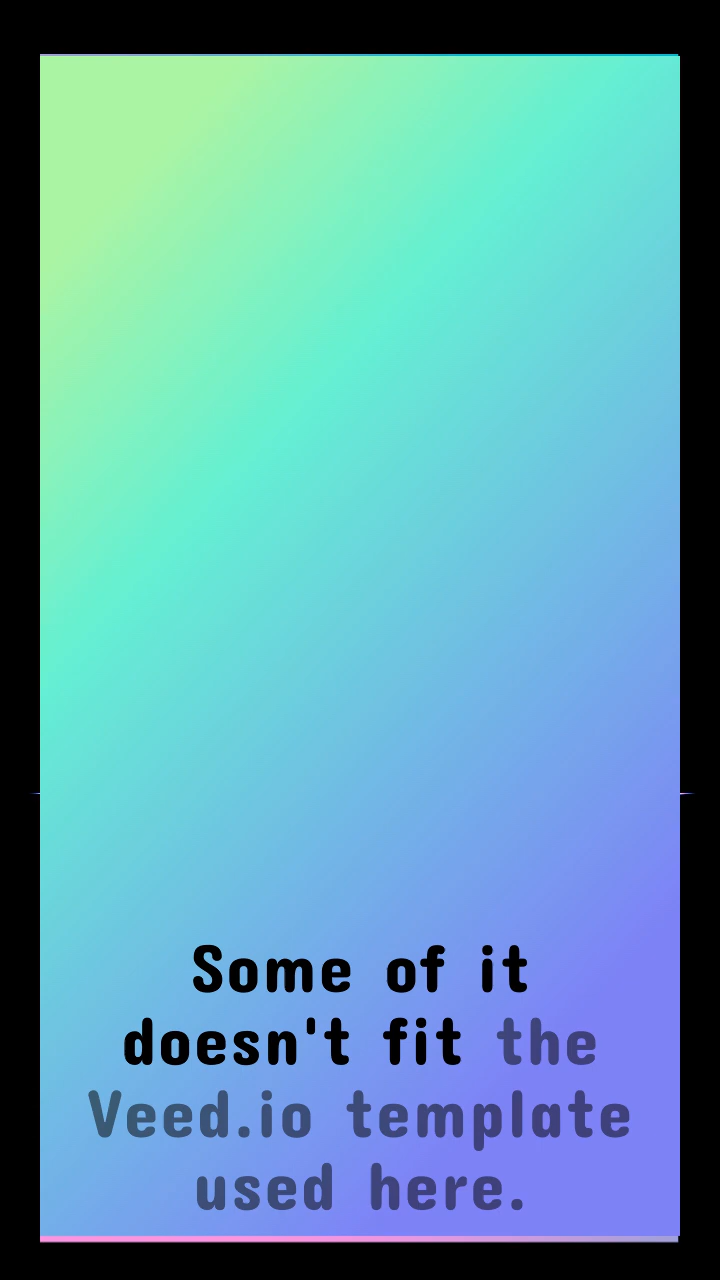 Some of it
doesn't fit the
Veed.io template
used here.